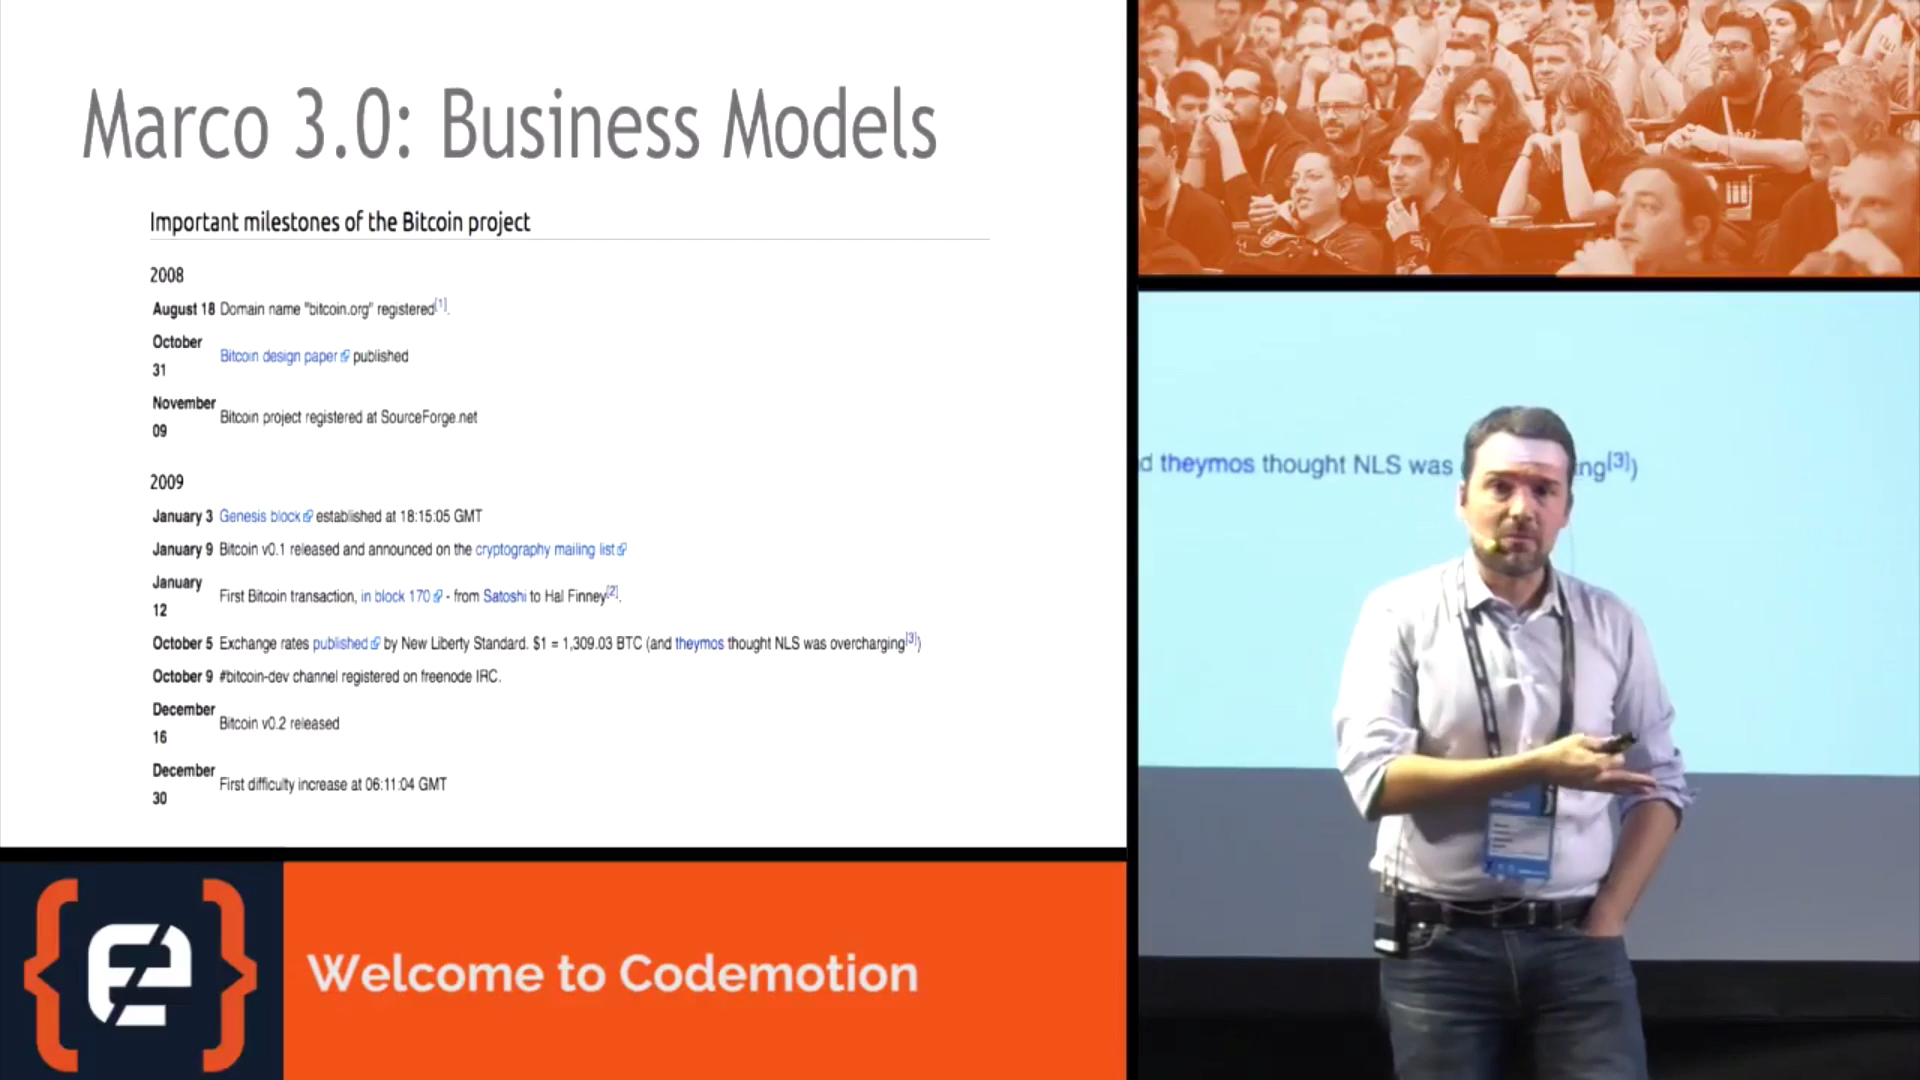 Marco 3.0: Business Models
Important milestones of the Bitcoin project
2008
August 18 Domain name "bitcoin.org" registered[1].
October
31
Bitcoin design paper published
November
09
Bitcoin project registered at SourceForge.net
2009
January 3 Genesis block established at 18:15:05 GMT
January 9 Bitcoin v0.1 released and announced on the cryptography mailing list
January
12
First Bitcoin transaction, in block 170 - from Satoshi to Hal Finney[2].
October 5 Exchange rates published by New Liberty Standard. $1 = 1,309.03 BTC (and theymos thought NLS was overcharging[3])
October 9 #bitcoin-dev channel registered on freenode IRC.
December
16
Bitcoin v0.2 released
December
30
First difficulty increase at 06:11:04 GMT
d theymos thought NLS was ng[3])
Welcome to Codemotion